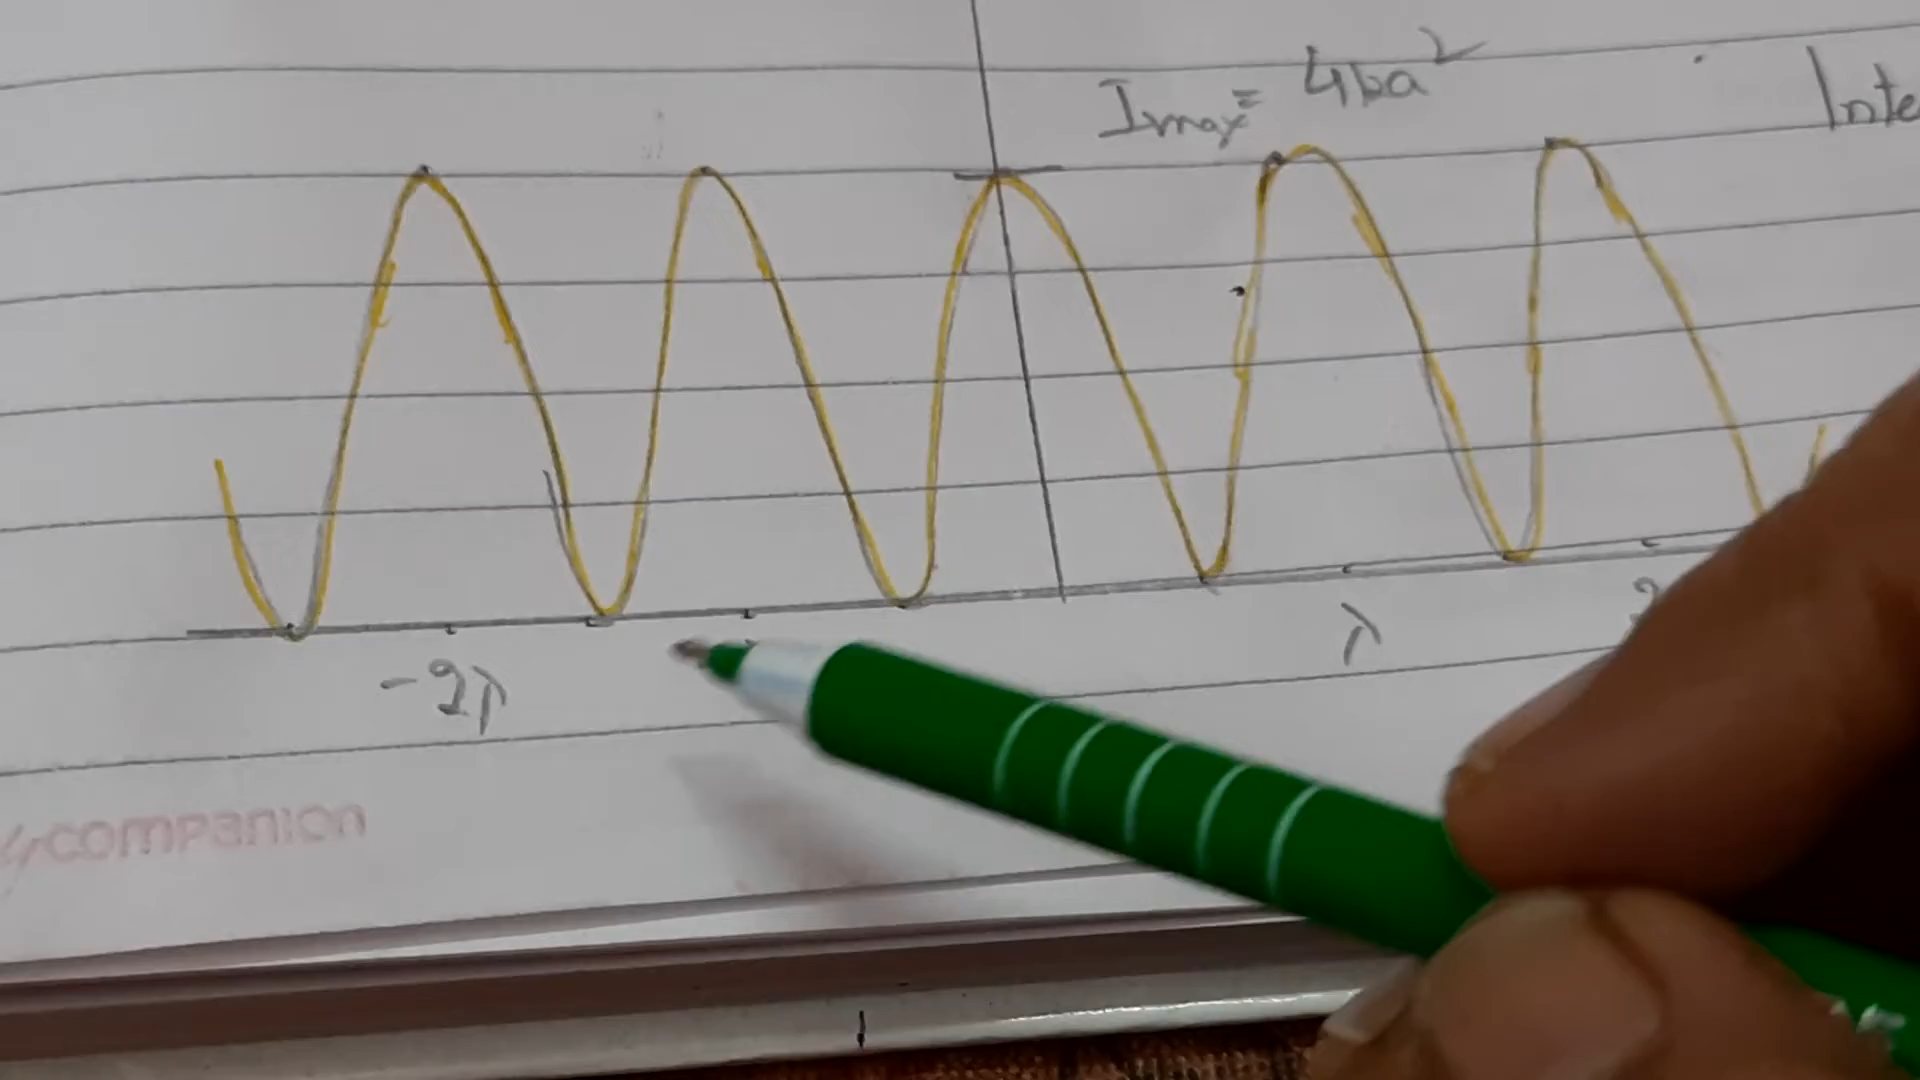 Imax = 4ba²
Inte
-2λ
λ
companion